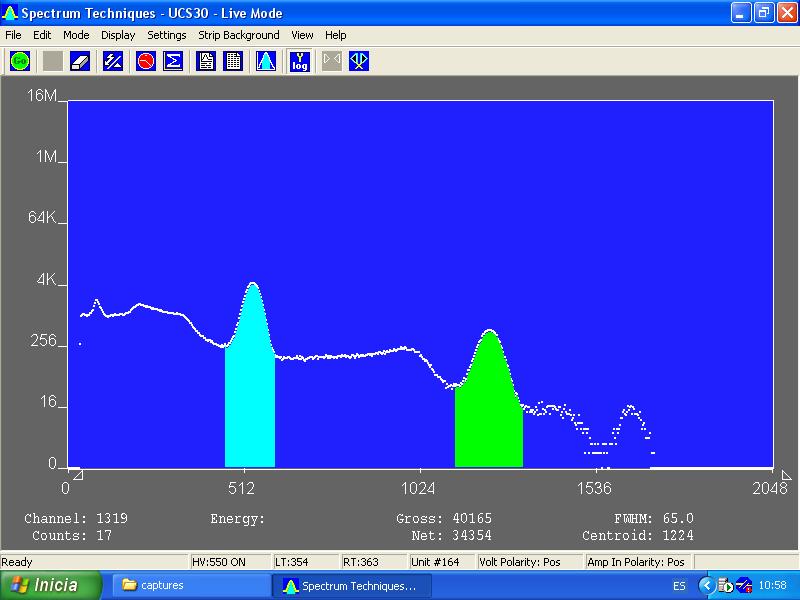 Spectrum Techniques - UCS30 - Live Mode
File Edit Mode Display Settings Strip Background View Help
Go Y log
16M
1M
64K
4K
256
16
0
0 512 1024 1536 2048
Channel: 1319 Energy: Gross: 40165 FWHM: 65.0
Counts: 17 Net: 34354 Centroid: 1224
Ready HV:550 ON LT:354 RT:363 Unit #164 Volt Polarity: Pos Amp In Polarity: Pos
Inicia captures Spectrum Techniques... ES 10:58